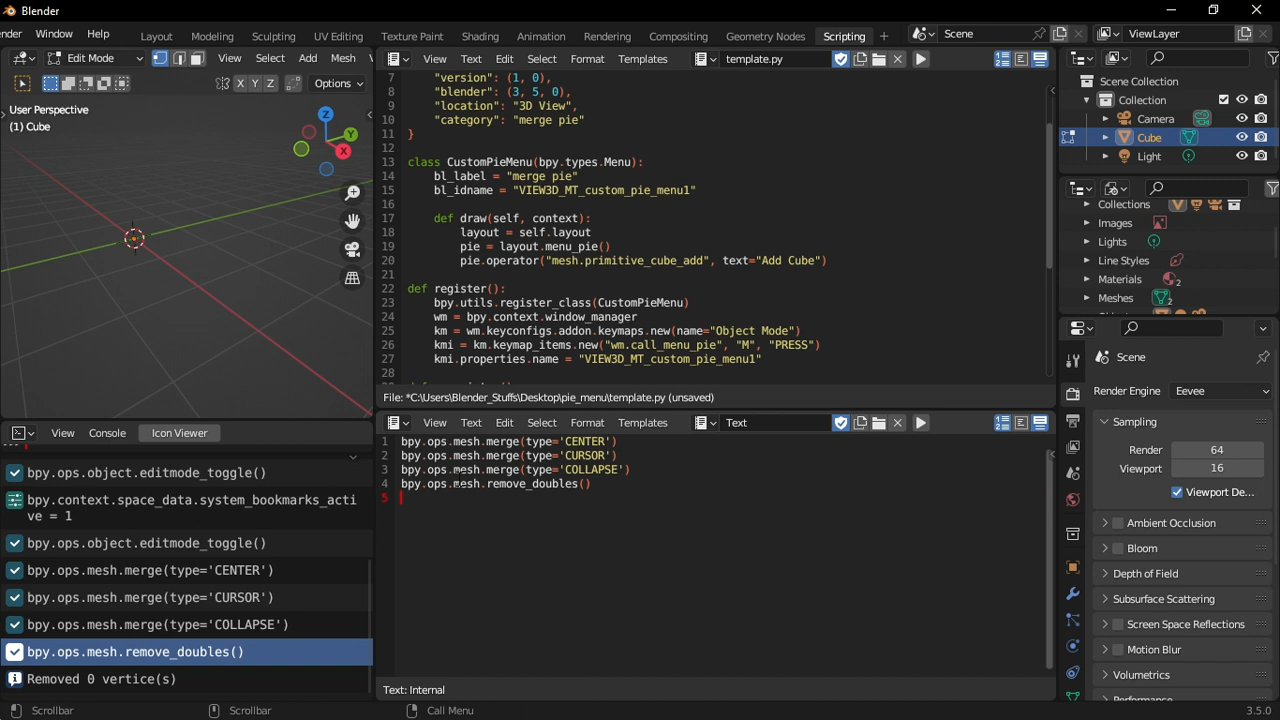 Blender
Window Help
Layout Modeling Sculpting UV Editing Texture Paint Shading Animation Rendering Compositing Geometry Nodes Scripting +
Scene
ViewLayer
Edit Mode
View Select Add Mesh
X Y Z
Options
User Perspective
(1) Cube
Z
Y
X
View Text Edit Select Format Templates
template.py
7 "version": (1, 0),
8 "blender": (3, 5, 0),
9 "location": "3D View",
10 "category": "merge pie"
11 }
12
13 class CustomPieMenu(bpy.types.Menu):
14 bl_label = "merge pie"
15 bl_idname = "VIEW3D_MT_custom_pie_menu1"
16
17 def draw(self, context):
18 layout = self.layout
19 pie = layout.menu_pie()
20 pie.operator("mesh.primitive_cube_add", text="Add Cube")
21
22 def register():
23 bpy.utils.register_class(CustomPieMenu)
24 wm = bpy.context.window_manager
25 km = wm.keyconfigs.addon.keymaps.new(name="Object Mode")
26 kmi = km.keymap_items.new("wm.call_menu_pie", "M", "PRESS")
27 kmi.properties.name = "VIEW3D_MT_custom_pie_menu1"
28
File: *C:\Users\Blender_Stuffs\Desktop\pie_menu\template.py (unsaved)
View Text Edit Select Format Templates
Text
1 bpy.ops.mesh.merge(type='CENTER')
2 bpy.ops.mesh.merge(type='CURSOR')
3 bpy.ops.mesh.merge(type='COLLAPSE')
4 bpy.ops.mesh.remove_doubles()
5
Text: Internal
View Console Icon Viewer
bpy.ops.object.editmode_toggle()
bpy.context.space_data.system_bookmarks_acti
ve = 1
bpy.ops.object.editmode_toggle()
bpy.ops.mesh.merge(type='CENTER')
bpy.ops.mesh.merge(type='CURSOR')
bpy.ops.mesh.merge(type='COLLAPSE')
bpy.ops.mesh.remove_doubles()
Removed 0 vertice(s)
Scene Collection
Collection
Camera
Cube
Light
Collections
Images
Lights
Line Styles
Materials 2
Meshes 2
Scene
Render Engine Eevee
Sampling
Render 64
Viewport 16
Viewport De...
Ambient Occlusion
Bloom
Depth of Field
Subsurface Scattering
Screen Space Reflections
Motion Blur
Volumetrics
Scrollbar
Scrollbar
Call Menu
3.5.0